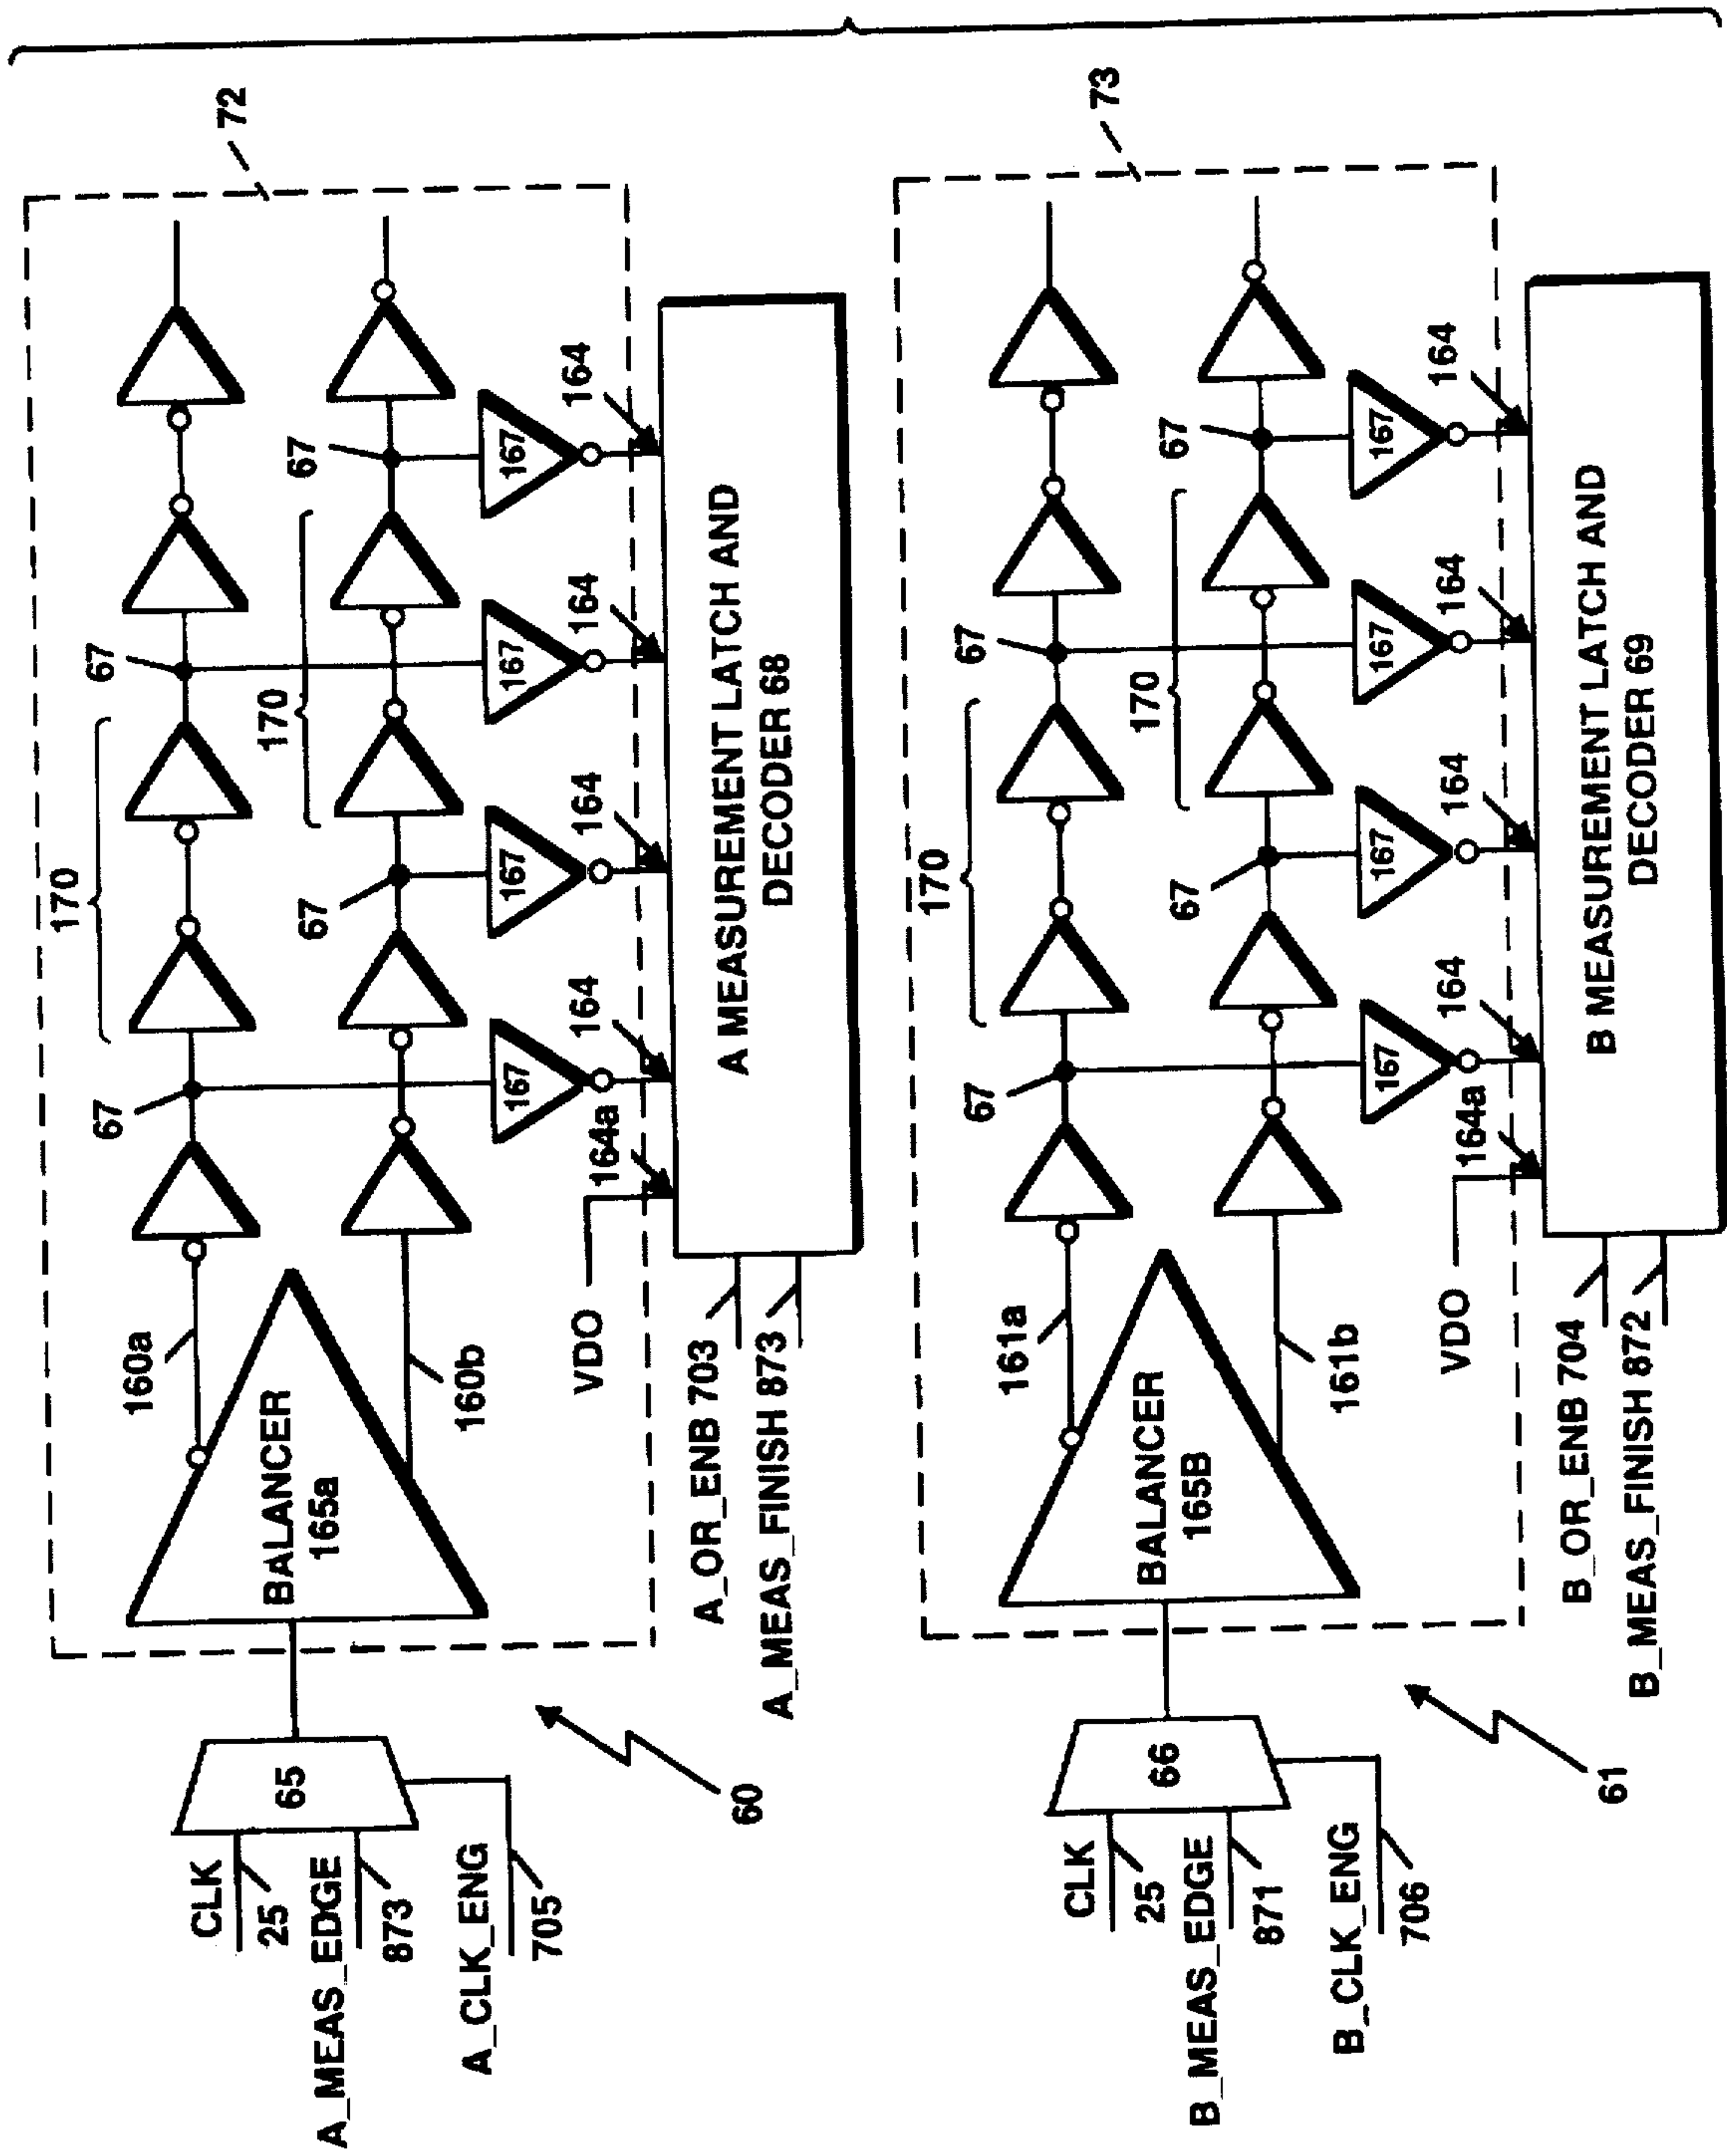 72
170
67
67
160a
170
67
67
BALANCER
165a
160b
167
167
167
167
VDO
164a
164
164
164
164
A MEASUREMENT LATCH AND
DECODER 68
A_OR_ENB 703
A_MEAS_FINISH 873
CLK
25
65
A_MEAS_EDGE
873
A_CLK_ENG
705
60
73
170
67
67
161a
170
67
67
BALANCER
165B
161b
167
167
167
167
VDO
164a
164
164
164
164
B MEASUREMENT LATCH AND
DECODER 69
B_OR_ENB 704
B_MEAS_FINISH 872
CLK
25
66
B_MEAS_EDGE
871
B_CLK_ENG
706
61